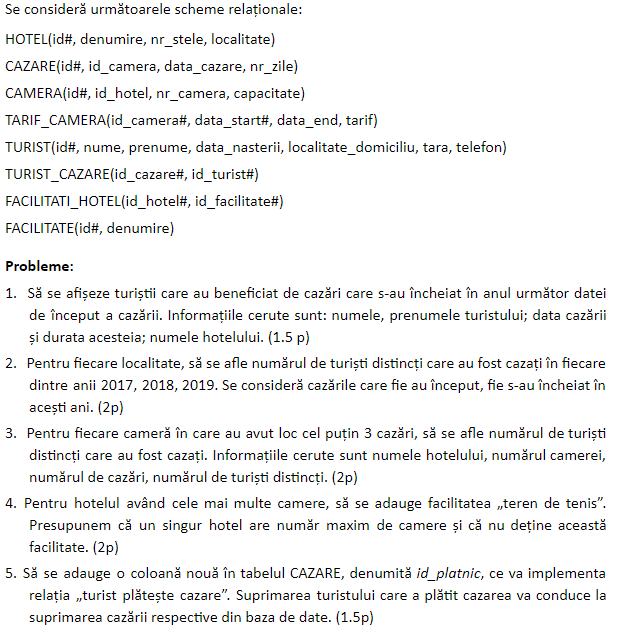 Se consideră următoarele scheme relaționale:
HOTEL(id#, denumire, nr_stele, localitate)
CAZARE(id#, id_camera, data_cazare, nr_zile)
CAMERA(id#, id_hotel, nr_camera, capacitate)
TARIF_CAMERA(id_camera#, data_start#, data_end, tarif)
TURIST(id#, nume, prenume, data_nasterii, localitate_domiciliu, tara, telefon)
TURIST_CAZARE(id_cazare#, id_turist#)
FACILITATI_HOTEL(id_hotel#, id_facilitate#)
FACILITATE(id#, denumire)
Probleme:
1. Să se afișeze turiștii care au beneficiat de cazări care s-au încheiat în anul următor datei
de început a cazării. Informațiile cerute sunt: numele, prenumele turistului; data cazării
și durata acesteia; numele hotelului. (1.5 p)
2. Pentru fiecare localitate, să se afle numărul de turiști distincți care au fost cazați în fiecare
dintre anii 2017, 2018, 2019. Se consideră cazările care fie au început, fie s-au încheiat în
acești ani. (2p)
3. Pentru fiecare cameră în care au avut loc cel puțin 3 cazări, să se afle numărul de turiști
distincți care au fost cazați. Informațiile cerute sunt numele hotelului, numărul camerei,
numărul de cazări, numărul de turiști distincți. (2p)
4. Pentru hotelul având cele mai multe camere, să se adauge facilitatea „teren de tenis”.
Presupunem că un singur hotel are număr maxim de camere și că nu deține această
facilitate. (2p)
5. Să se adauge o coloană nouă în tabelul CAZARE, denumită id_platnic, ce va implementa
relația „turist plătește cazare”. Suprimarea turistului care a plătit cazarea va conduce la
suprimarea cazării respective din baza de date. (1.5p)